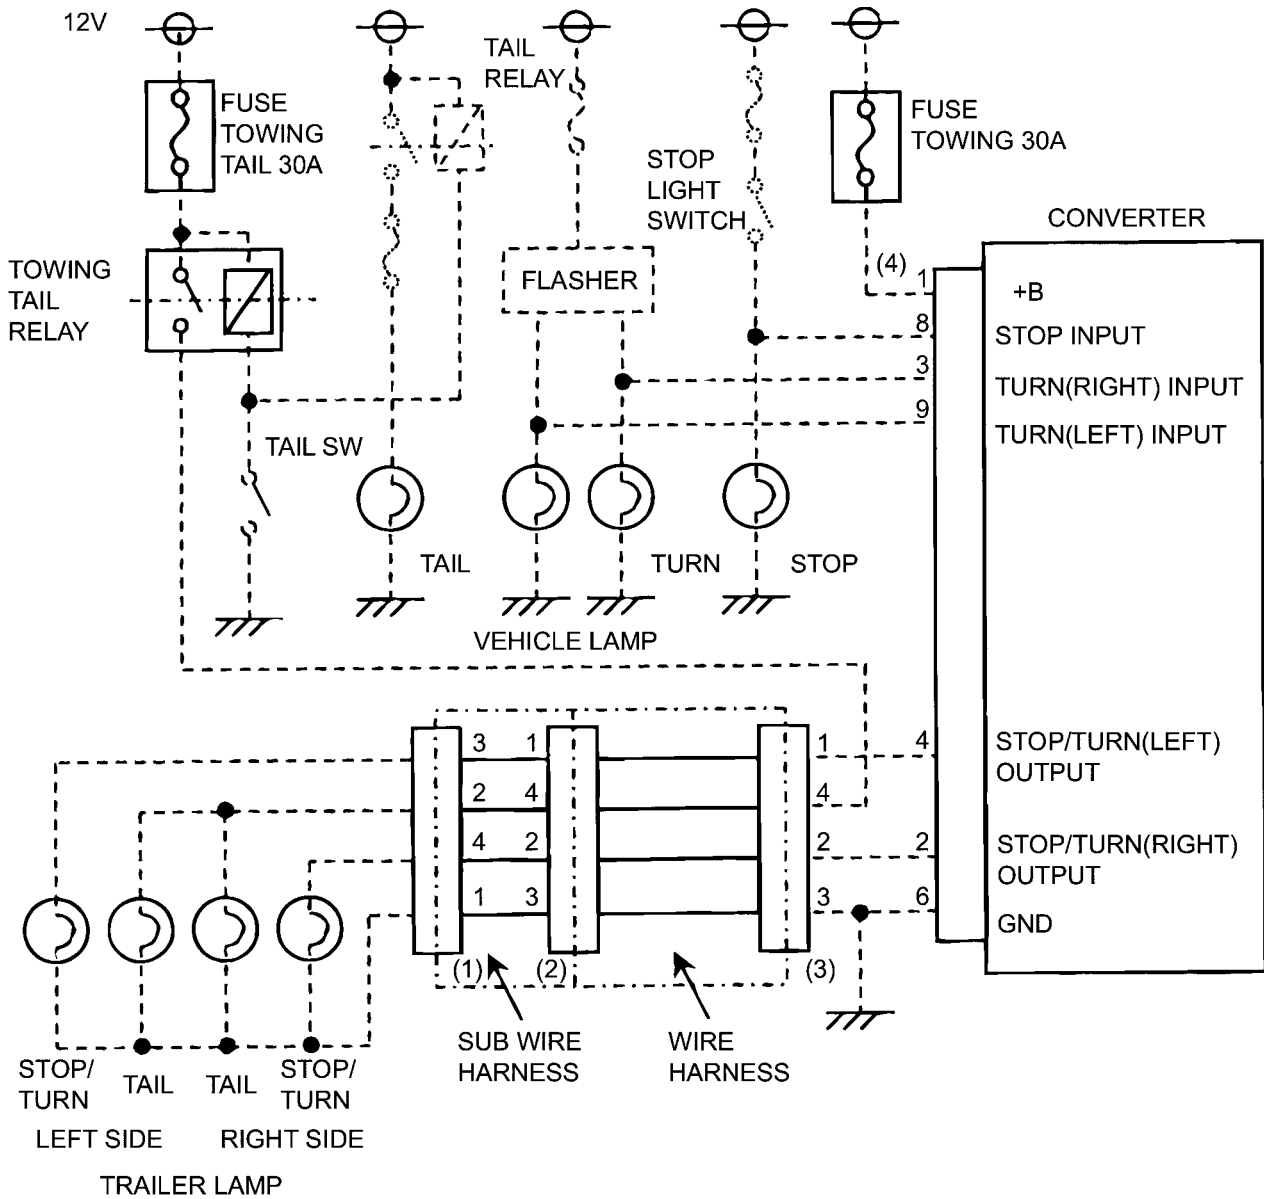 12V
TAIL
RELAY
FUSE
TOWING
TAIL 30A
FUSE
TOWING 30A
STOP
LIGHT
SWITCH
CONVERTER
TOWING
TAIL
RELAY
FLASHER
(4)
1
+B
8
STOP INPUT
3
TURN(RIGHT) INPUT
9
TURN(LEFT) INPUT
TAIL SW
TAIL
TURN
STOP
VEHICLE LAMP
3 1
1
4
STOP/TURN(LEFT)
OUTPUT
2 4
4
4 2
2
2
STOP/TURN(RIGHT)
OUTPUT
1 3
3
6
GND
(1)
(2)
(3)
SUB WIRE
HARNESS
WIRE
HARNESS
STOP/
TURN
TAIL
TAIL
STOP/
TURN
LEFT SIDE
RIGHT SIDE
TRAILER LAMP